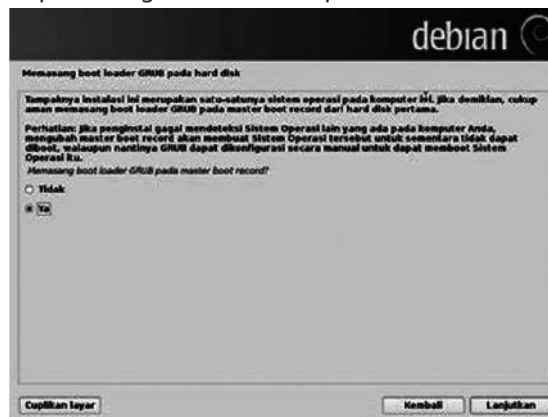 debian
Memasang boot loader GRUB pada hard disk
Tampaknya instalasi ini merupakan satu-satunya sistem operasi pada komputer ini. Jika demikian, cukup
aman memasang boot loader GRUB pada master boot record dari hard disk pertama.
Perhatian: Jika penginstal gagal mendeteksi Sistem Operasi lain yang ada pada komputer Anda,
mengubah master boot record akan membuat Sistem Operasi tersebut untuk sementara tidak dapat
diboot, walaupun nantinya GRUB dapat dikonfigurasi secara manual untuk dapat memboot Sistem
Operasi itu.
Memasang boot loader GRUB pada master boot record?
Tidak
Ya
Cuplikan layar
Kembali
Lanjutkan